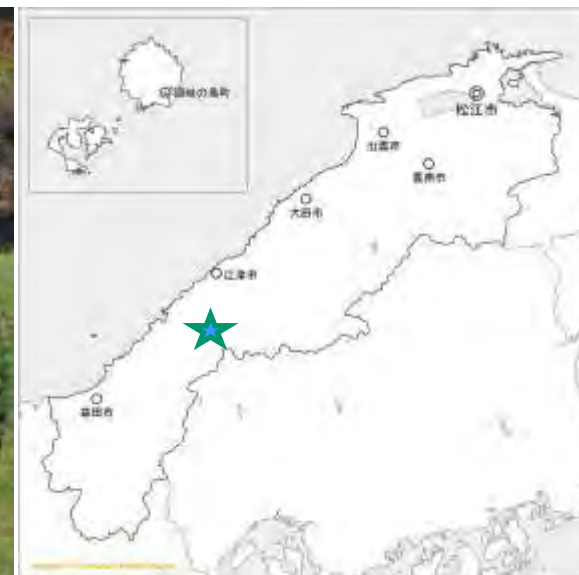 隠岐の島町
松江市
出雲市
雲南市
大田市
江津市
益田市